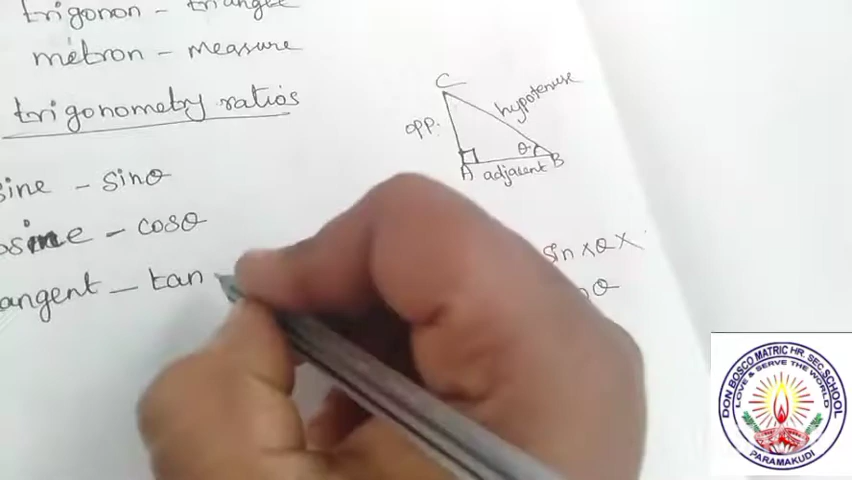 trigonon - triangle
metron - measure
trigonometry ratios
sine - sinθ
cosine - cosθ
tangent - tan
C
opp.
hypotenuse
θ
A adjacent B
sin × θ ×
θ
DON BOSCO MATRIC HR. SEC. SCHOOL
LOVE & SERVE THE WORLD
PARAMAKUDI